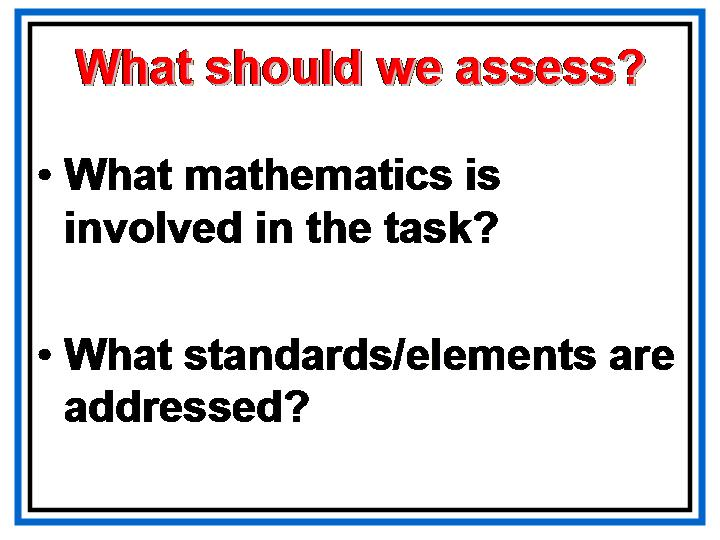 What should we assess?
• What mathematics is
involved in the task?
• What standards/elements are
addressed?